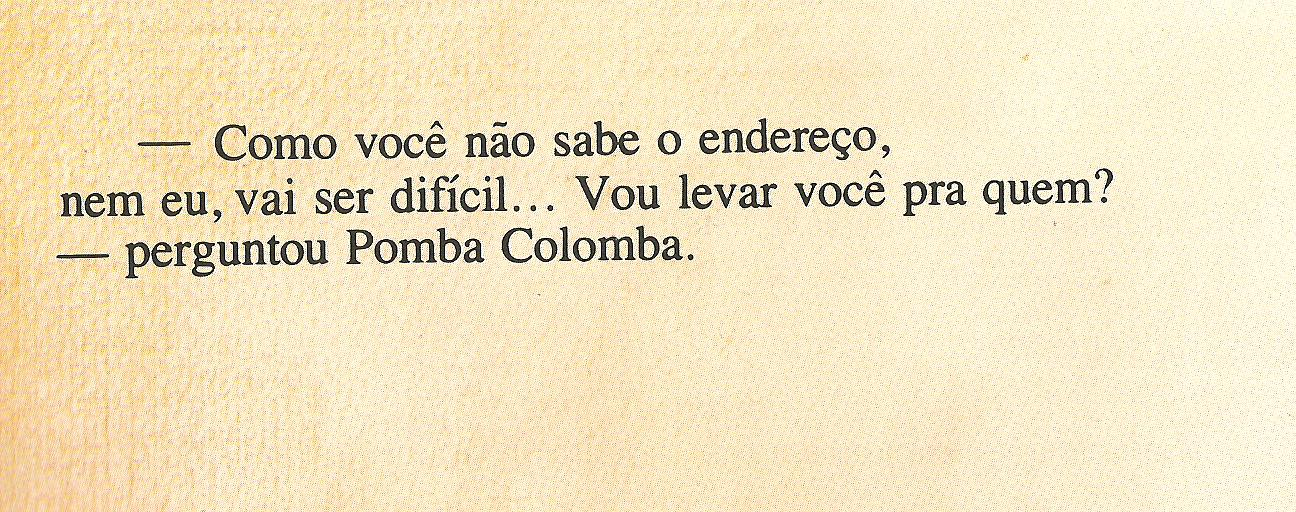 — Como você não sabe o endereço,
nem eu, vai ser difícil... Vou levar você pra quem?
— perguntou Pomba Colomba.